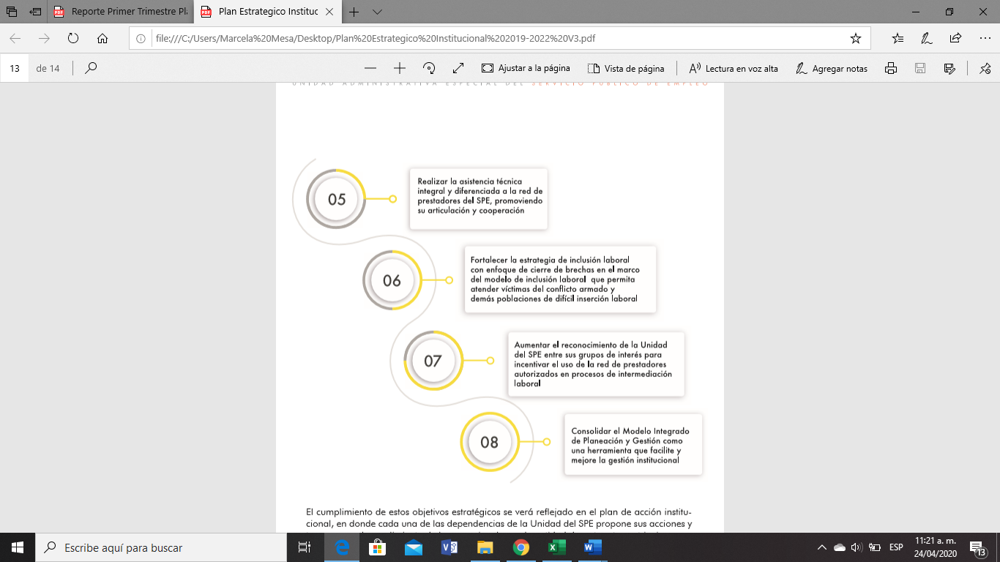 Reporte Primer Trimestre Pl
Plan Estrategico Instituc
file:///C:/Users/Marcela%20Mesa/Desktop/Plan%20Estrategico%20Institucional%202019-2022%20V3.pdf
13 de 14
Ajustar a la página
Vista de página
Lectura en voz alta
Agregar notas
UNIDAD ADMINISTRATIVA ESPECIAL DEL SERVICIO PÚBLICO DE EMPLEO
05
Realizar la asistencia técnica
integral y diferenciada a la red de
prestadores del SPE, promoviendo
su articulación y cooperación
06
Fortalecer la estrategia de inclusión laboral
con enfoque de cierre de brechas en el marco
del modelo de inclusión laboral que permita
atender víctimas del conflicto armado y
demás poblaciones de difícil inserción laboral
07
Aumentar el reconocimiento de la Unidad
del SPE entre sus grupos de interés para
incentivar el uso de la red de prestadores
autorizados en procesos de intermediación
laboral
08
Consolidar el Modelo Integrado
de Planeación y Gestión como
una herramienta que facilite y
mejore la gestión institucional
El cumplimiento de estos objetivos estratégicos se verá reflejado en el plan de acción institu-
cional, en donde cada una de las dependencias de la Unidad del SPE propone sus acciones y
Escribe aquí para buscar
ESP
11:21 a. m.
24/04/2020
13